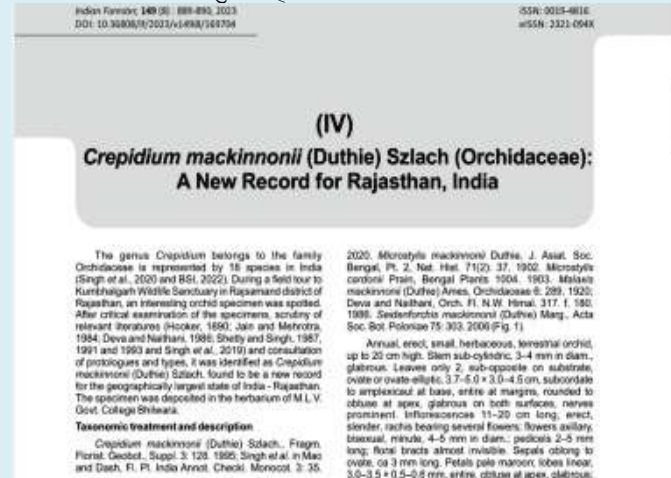 Indian Forester, 149 (8) : 889-890, 2023
ISSN: 0019-4816
DOI: 10.36808/if/2023/v149i8/169704
eISSN: 2321-094X
(IV)
Crepidium mackinnonii (Duthie) Szlach (Orchidaceae):
A New Record for Rajasthan, India
The genus Crepidium belongs to the family
Orchidaceae is represented by 18 species in India
(Singh et al., 2020 and BSI, 2022). During a field tour to
Kumbhalgarh Wildlife Sanctuary in Rajsamand district of
Rajasthan, an interesting orchid specimen was spotted.
After critical examination of the specimens, scrutiny of
relevant literatures (Hooker, 1890; Jain and Mehrotra,
1984; Deva and Naithani, 1986; Shetty and Singh, 1987,
1991 and 1993 and Singh et al., 2019) and consultation
of protologues and types, it was identified as Crepidium
mackinnonii (Duthie) Szlach. found to be a new record
for the geographically largest state of India - Rajasthan.
The specimen was deposited in the herbarium of M.L.V.
Govt. College Bhilwara.
Taxonomic treatment and description
Crepidium mackinnonii (Duthie) Szlach., Fragm.
Florist. Geobot., Suppl. 3: 128. 1995; Singh et al. in Mao
and Dash, Fl. Pl. India Annot. Checkl. Monocot. 3: 35.
2020. Microstylis mackinnonii Duthie, J. Asiat. Soc.
Bengal, Pt. 2, Nat. Hist. 71(2): 37. 1902. Microstylis
cardonii Prain, Bengal Plants 1004. 1903. Malaxis
mackinnonii (Duthie) Ames, Orchidaceae 6: 289. 1920;
Deva and Naithani, Orch. Fl. N.W. Himal. 317. f. 180.
1986. Seidenforchis mackinnonii (Duthie) Marg., Acta
Soc. Bot. Poloniae 75: 303. 2006 (Fig. 1)
Annual, erect, small, herbaceous, terrestrial orchid,
up to 20 cm high. Stem sub-cylindric, 3–4 mm in diam.,
glabrous. Leaves only 2, sub-opposite on substrate,
ovate or ovate-elliptic, 3.7–5.0 × 3.0–4.5 cm, subcordate
to amplexicaul at base, entire at margins, rounded to
obtuse at apex, glabrous on both surfaces, nerves
prominent. Inflorescences 11–20 cm long, erect,
slender, rachis bearing several flowers; flowers axillary,
bisexual, minute, 4–5 mm in diam.; pedicels 2–5 mm
long; floral bracts almost invisible. Sepals oblong to
ovate, ca 3 mm long. Petals pale maroon; lobes linear,
3.0–3.5 × 0.5–0.8 mm, entire, obtuse at apex, glabrous;